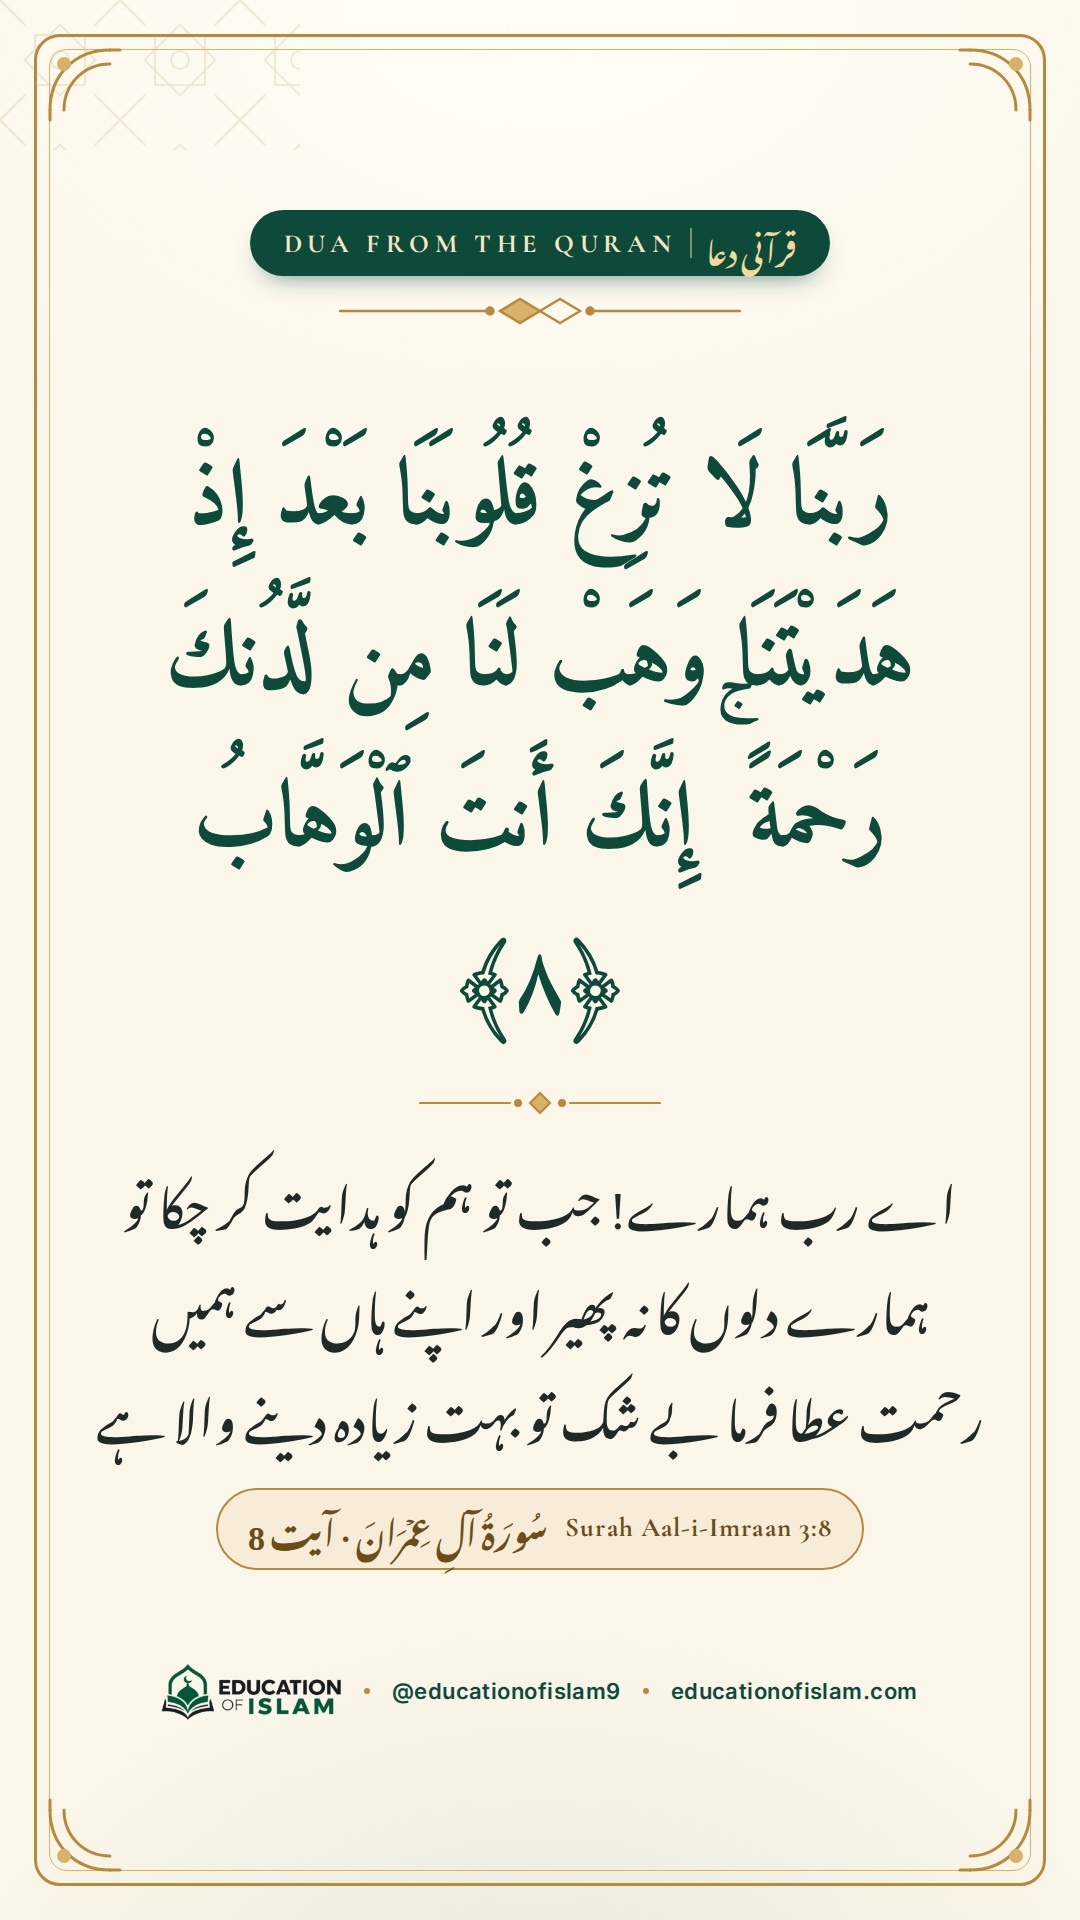 DUA FROM THE QURAN | قرآنی دعا
رَبَّنَا لَا تُزِغْ قُلُوبَنَا بَعْدَ إِذْ
هَدَيْتَنَا وَهَبْ لَنَا مِن لَّدُنكَ
رَحْمَةً ۚ إِنَّكَ أَنتَ ٱلْوَهَّابُ
﴿٨﴾
اے رب ہمارے! جب تو ہم کو ہدایت کر چکا تو
ہمارے دلوں کا نہ پھیر اور اپنے ہاں سے ہمیں
رحمت عطا فرما بے شک تو بہت زیادہ دینے والا ہے
سُورَةُ آلِ عِمْرَانَ · آیت 8 Surah Aal-i-Imraan 3:8
EDUCATION OF ISLAM • @educationofislam9 • educationofislam.com